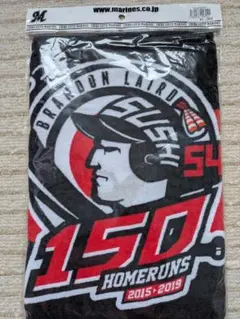 M
www.marines.co.jp
BRANDON LAIRD
SUSHI
54
150
HOMERUNS
2015-2019